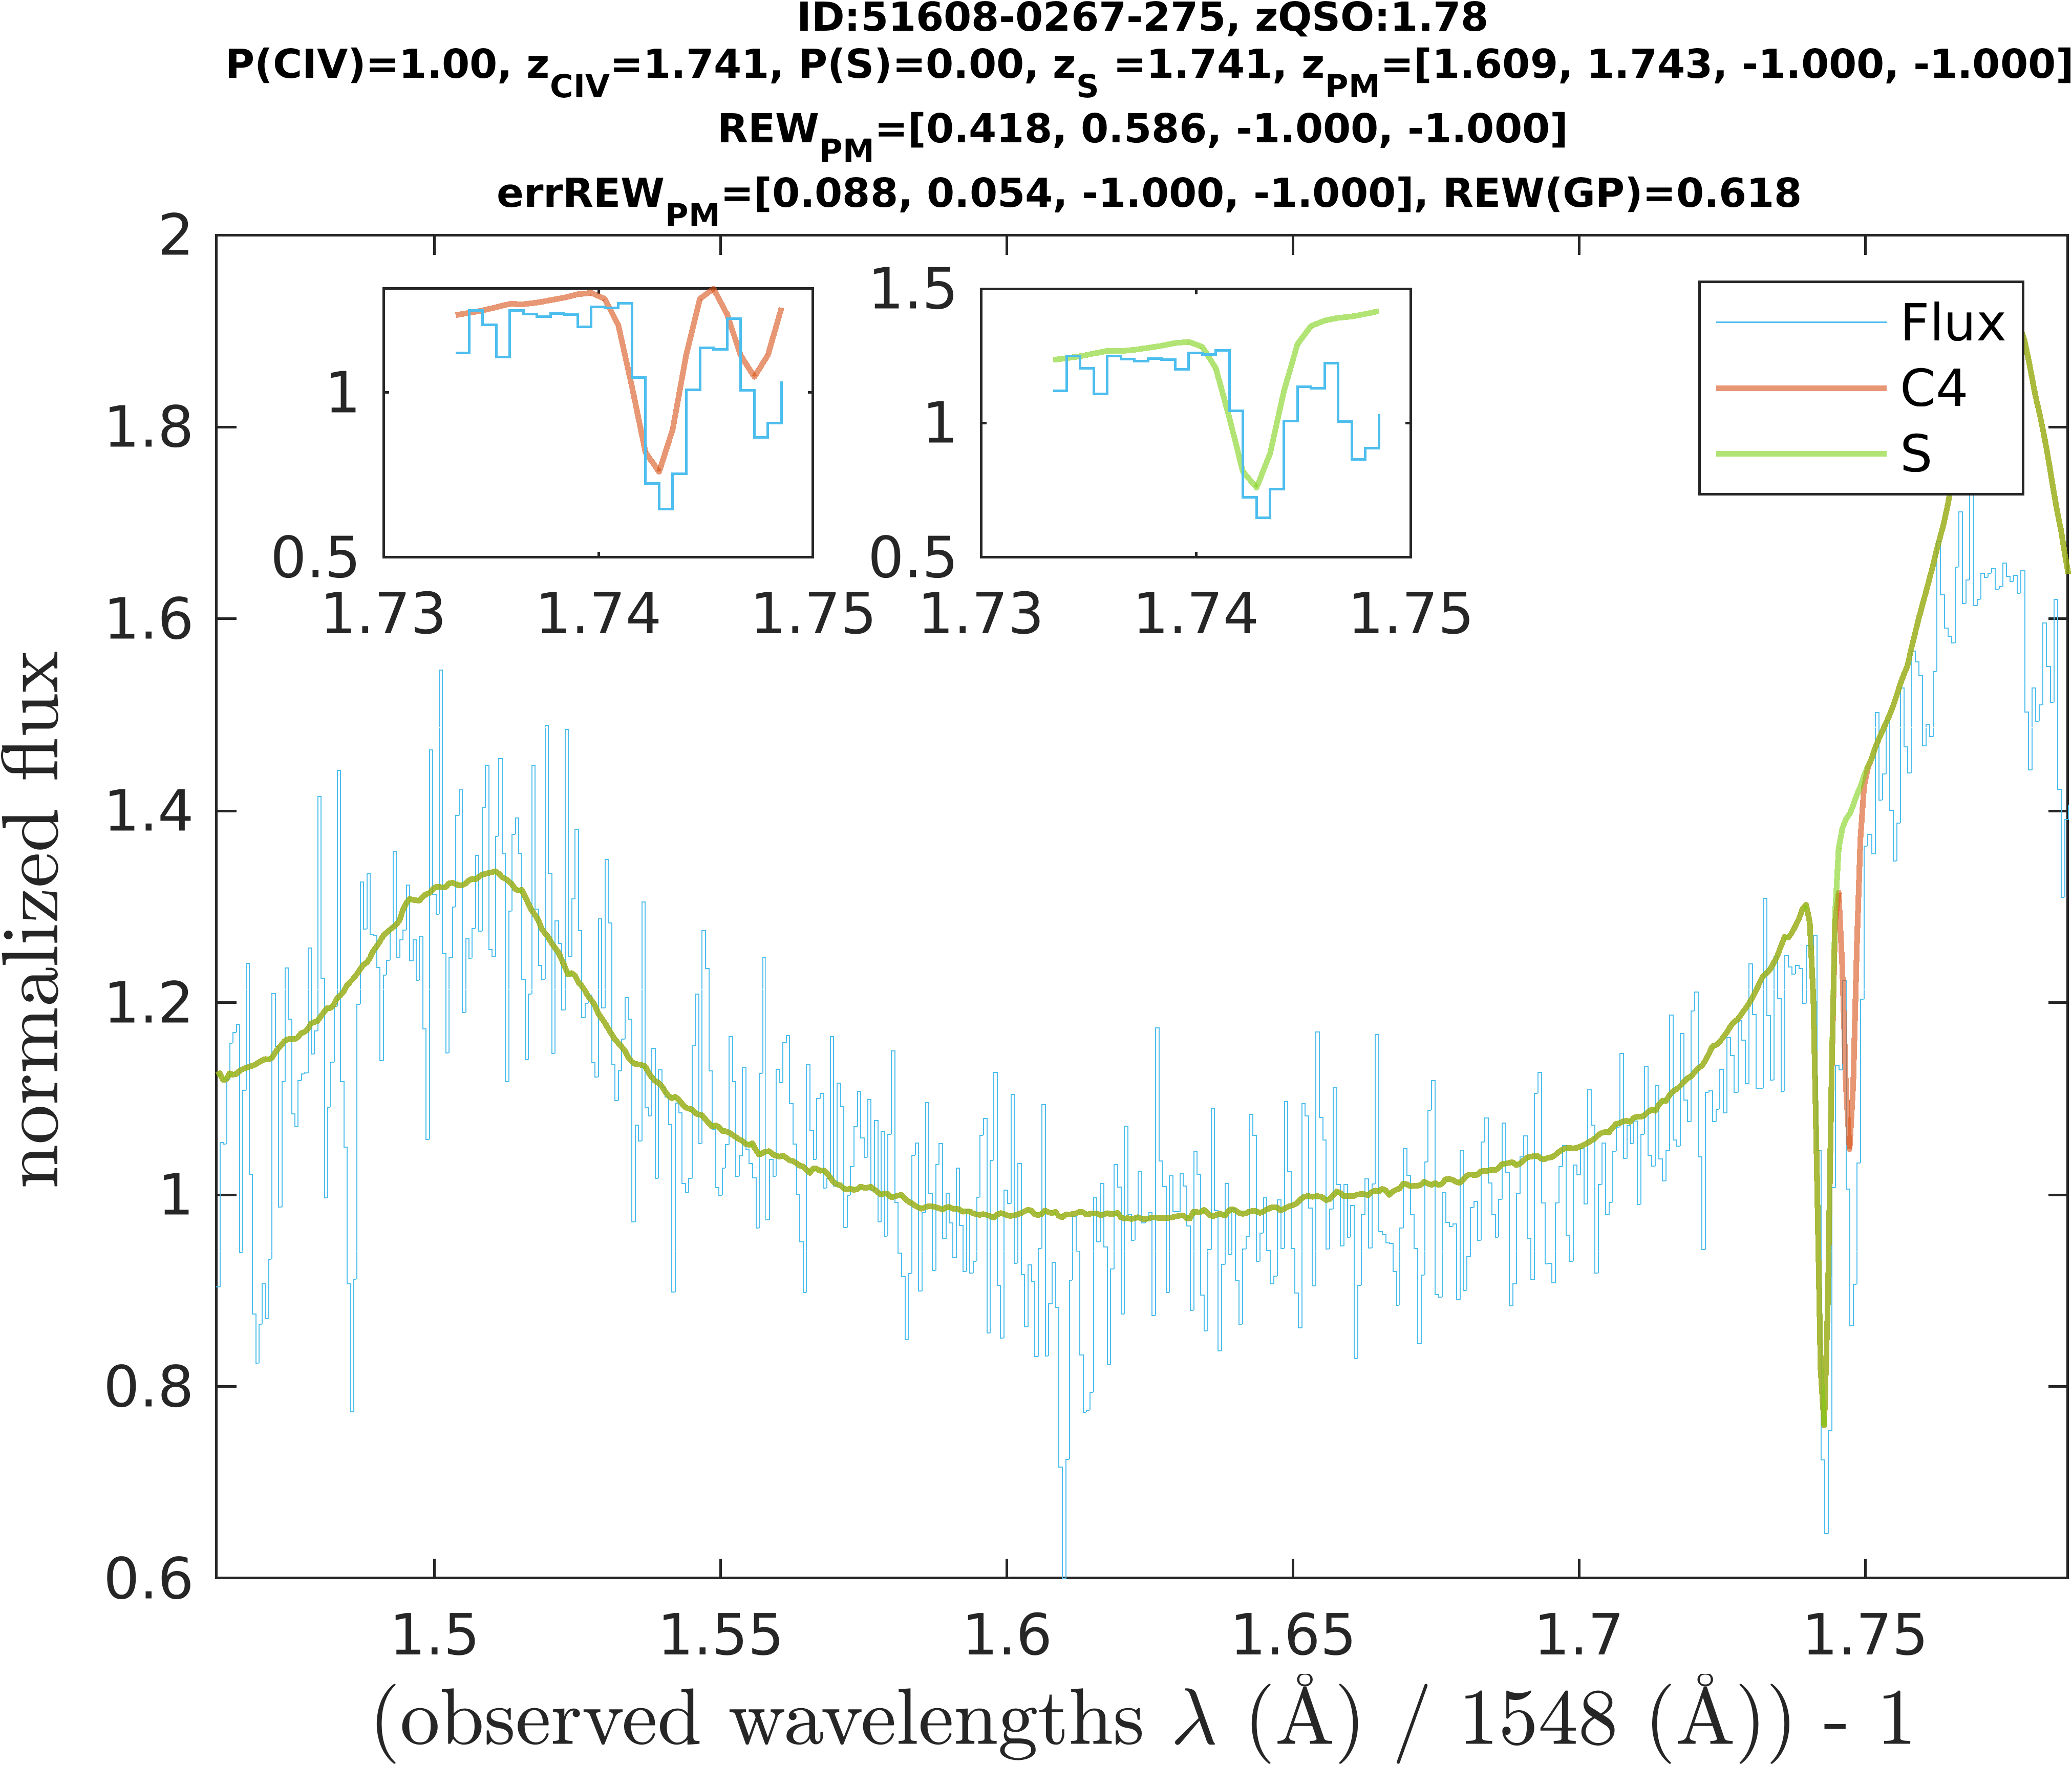 ID:51608-0267-275, zQSO:1.78
P(CIV)=1.00, zCIV=1.741, P(S)=0.00, zS =1.741, zPM=[1.609, 1.743, -1.000, -1.000]
REWPM=[0.418, 0.586, -1.000, -1.000]
errREWPM=[0.088, 0.054, -1.000, -1.000], REW(GP)=0.618
2
1.8
1.6
1.4
1.2
1
0.8
0.6
normalized flux
1
0.5
1.73 1.74 1.75
1.5
1
0.5
1.73 1.74 1.75
Flux
C4
S
1.5 1.55 1.6 1.65 1.7 1.75
(observed wavelengths λ (Å) / 1548 (Å)) - 1